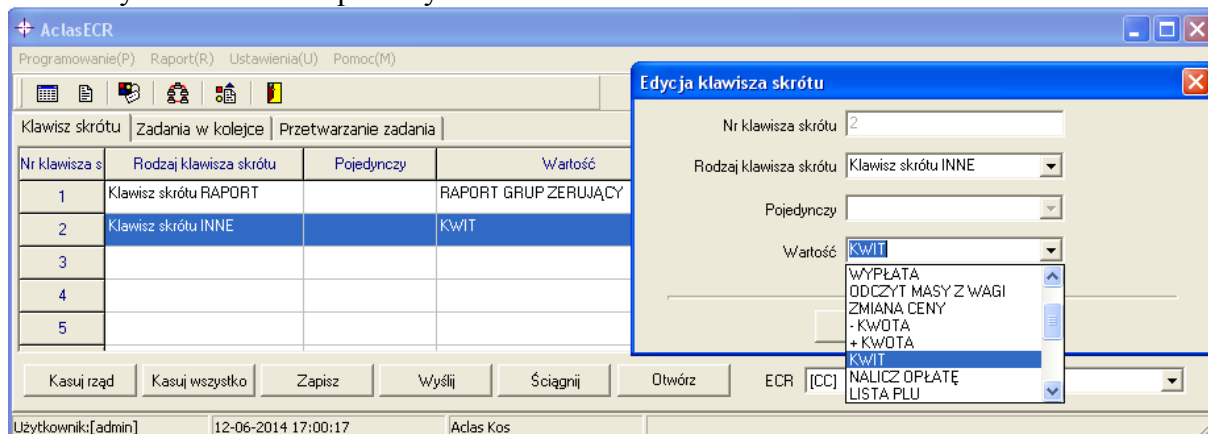 AclasECR
Programowanie(P) Raport(R) Ustawienia(U) Pomoc(M)
Klawisz skrótu Zadania w kolejce Przetwarzanie zadania
Nr klawisza s Rodzaj klawisza skrótu Pojedynczy Wartość
1 Klawisz skrótu RAPORT RAPORT GRUP ZERUJĄCY
2 Klawisz skrótu INNE KWIT
3
4
5
Kasuj rząd Kasuj wszystko Zapisz Wyślij Ściągnij Otwórz ECR [CC]
Użytkownik:[admin] 12-06-2014 17:00:17 Aclas Kos
Edycja klawisza skrótu
Nr klawisza skrótu 2
Rodzaj klawisza skrótu Klawisz skrótu INNE
Pojedynczy
Wartość KWIT
WYPŁATA
ODCZYT MASY Z WAGI
ZMIANA CENY
- KWOTA
+ KWOTA
KWIT
NALICZ OPŁATĘ
LISTA PLU